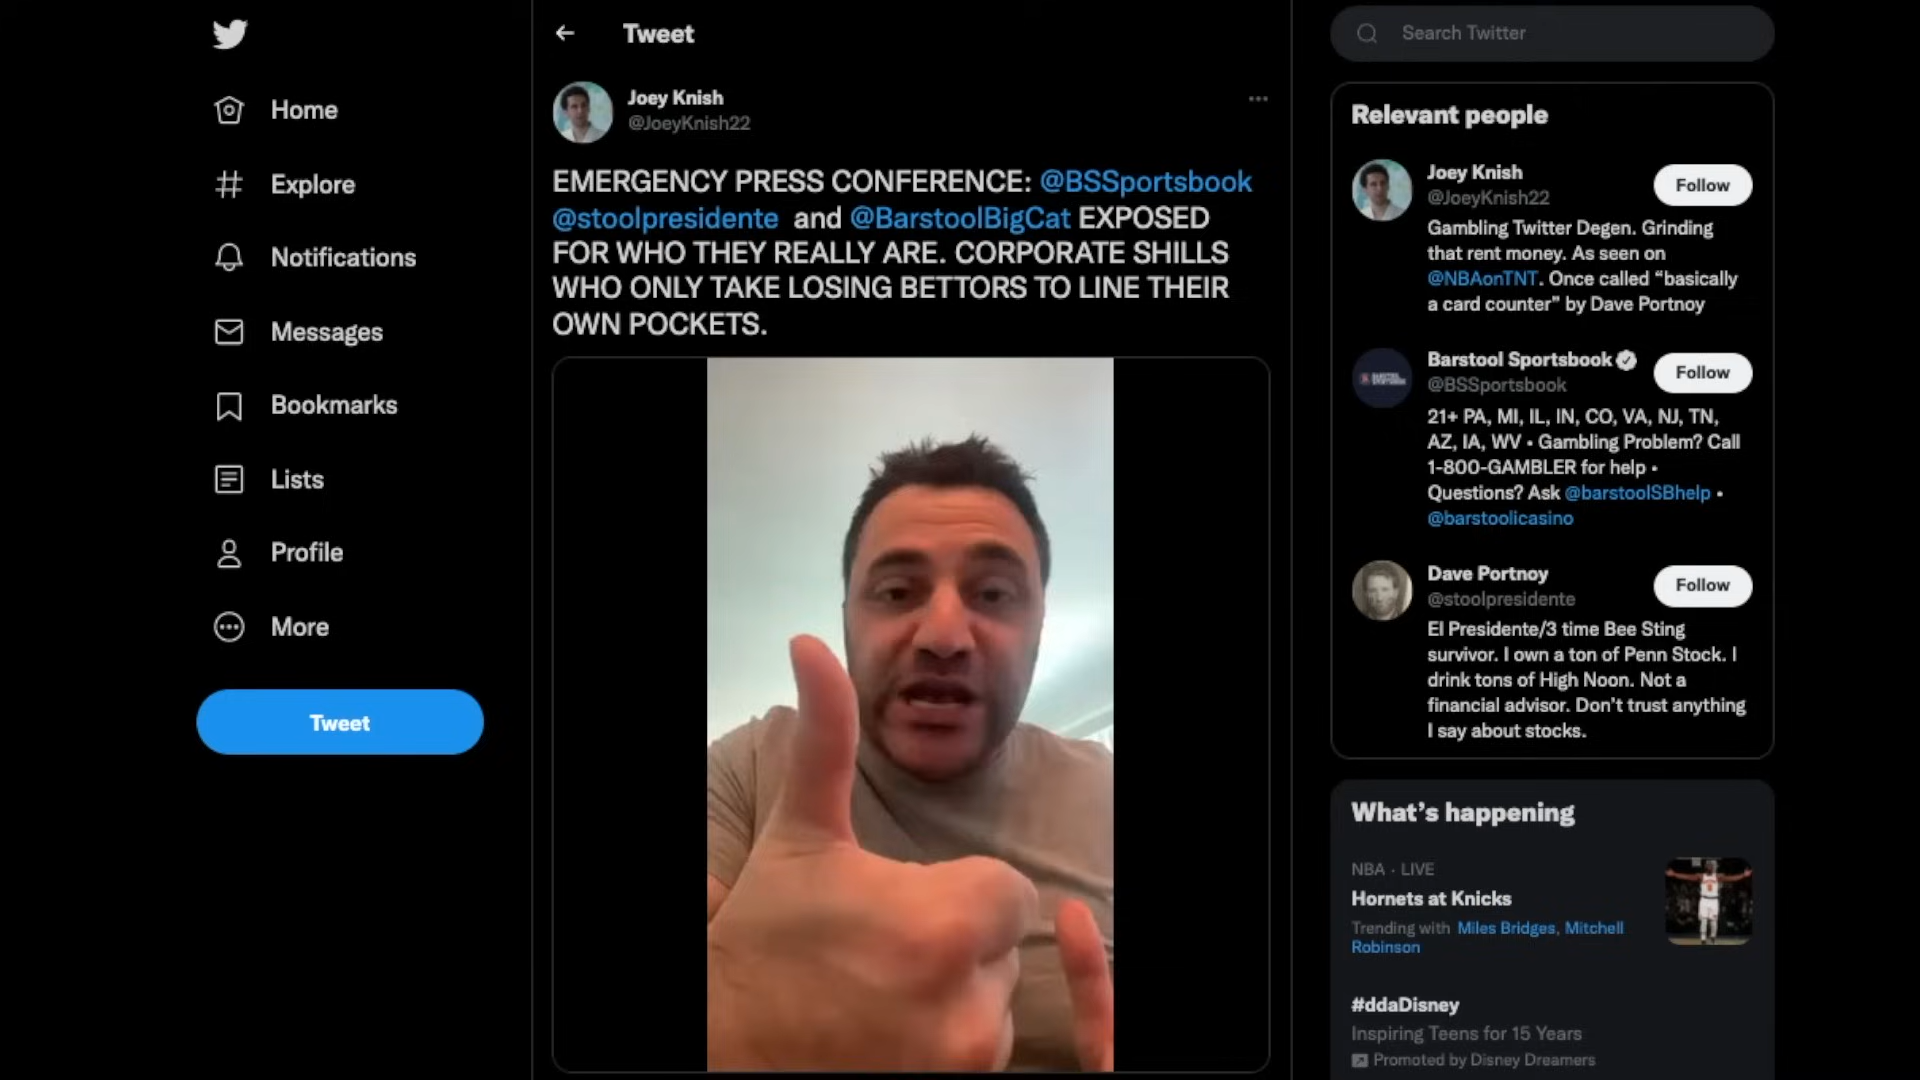 Home
Explore
Notifications
Messages
Bookmarks
Lists
Profile
More
Tweet
Tweet
Joey Knish
@JoeyKnish22
EMERGENCY PRESS CONFERENCE: @BSSportsbook
@stoolpresidente and @BarstoolBigCat EXPOSED
FOR WHO THEY REALLY ARE. CORPORATE SHILLS
WHO ONLY TAKE LOSING BETTORS TO LINE THEIR
OWN POCKETS.
Search Twitter
Relevant people
Joey Knish
@JoeyKnish22
Follow
Gambling Twitter Degen. Grinding
that rent money. As seen on
@NBAonTNT. Once called “basically
a card counter” by Dave Portnoy
Barstool Sportsbook
@BSSportsbook
Follow
21+ PA, MI, IL, IN, CO, VA, NJ, TN,
AZ, IA, WV • Gambling Problem? Call
1-800-GAMBLER for help •
Questions? Ask @barstoolSBhelp •
@barstoolicasino
Dave Portnoy
@stoolpresidente
Follow
El Presidente/3 time Bee Sting
survivor. I own a ton of Penn Stock. I
drink tons of High Noon. Not a
financial advisor. Don’t trust anything
I say about stocks.
What’s happening
NBA · LIVE
Hornets at Knicks
Trending with Miles Bridges, Mitchell
Robinson
#ddaDisney
Inspiring Teens for 15 Years
Promoted by Disney Dreamers